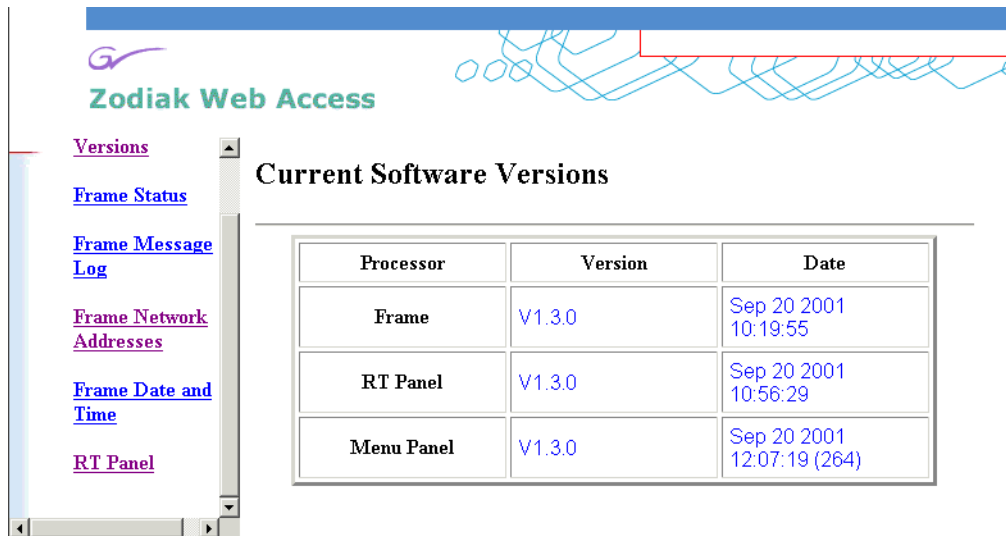 Zodiak Web Access
Versions
Frame Status
Frame Message
Log
Frame Network
Addresses
Frame Date and
Time
RT Panel
Current Software Versions
Processor Version Date
Frame V1.3.0 Sep 20 2001
10:19:55
RT Panel V1.3.0 Sep 20 2001
10:56:29
Menu Panel V1.3.0 Sep 20 2001
12:07:19 (264)